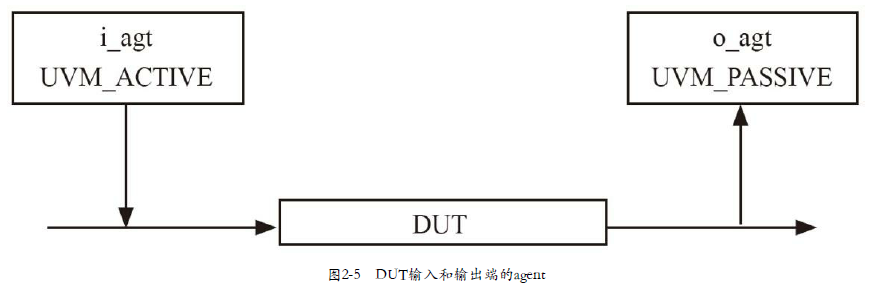 i_agt
UVM_ACTIVE
o_agt
UVM_PASSIVE
DUT
图2-5 DUT输入和输出端的agent